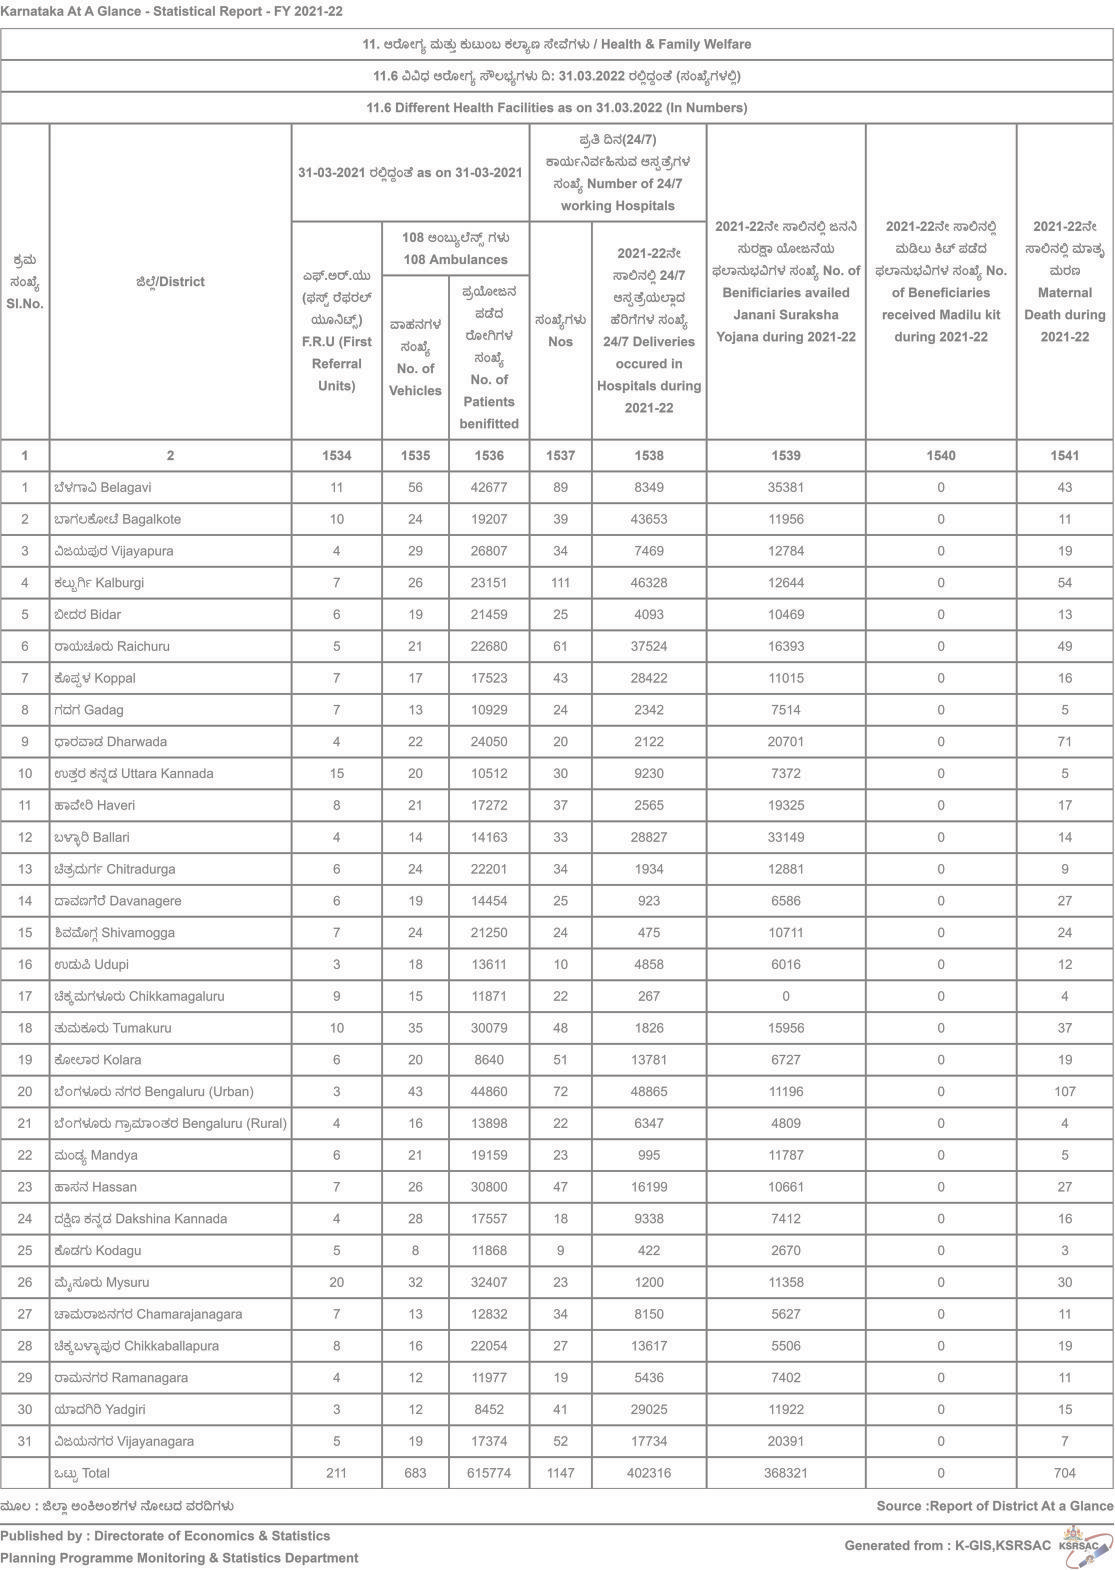 Karnataka At A Glance - Statistical Report - FY 2021-22
11. ಆರೋಗ್ಯ ಮತ್ತು ಕುಟುಂಬ ಕಲ್ಯಾಣ ಸೇವೆಗಳು / Health & Family Welfare
11.6 ವಿವಿಧ ಆರೋಗ್ಯ ಸೌಲಭ್ಯಗಳು ದಿ: 31.03.2022 ರಲ್ಲಿದ್ದಂತೆ (ಸಂಖ್ಯೆಗಳಲ್ಲಿ)
11.6 Different Health Facilities as on 31.03.2022 (In Numbers)
ಕ್ರಮ
ಸಂಖ್ಯೆ
Sl.No.
ಜಿಲ್ಲೆ/District
31-03-2021 ರಲ್ಲಿದ್ದಂತೆ as on 31-03-2021
ಎಫ್.ಆರ್.ಯು
(ಫಸ್ಟ್ ರೆಫರಲ್
ಯೂನಿಟ್ಸ್)
F.R.U (First
Referral
Units)
108 ಅಂಬ್ಯುಲೆನ್ಸ್ ಗಳು
108 Ambulances
ವಾಹನಗಳ
ಸಂಖ್ಯೆ
No. of
Vehicles
ಪ್ರಯೋಜನ
ಪಡೆದ
ರೋಗಿಗಳ
ಸಂಖ್ಯೆ
No. of
Patients
benifitted
ಪ್ರತಿ ದಿನ(24/7)
ಕಾರ್ಯನಿರ್ವಹಿಸುವ ಆಸ್ಪತ್ರೆಗಳ
ಸಂಖ್ಯೆ Number of 24/7
working Hospitals
ಸಂಖ್ಯೆಗಳು
Nos
2021-22ನೇ
ಸಾಲಿನಲ್ಲಿ 24/7
ಆಸ್ಪತ್ರೆಯಲ್ಲಾದ
ಹೆರಿಗೆಗಳ ಸಂಖ್ಯೆ
24/7 Deliveries
occured in
Hospitals during
2021-22
2021-22ನೇ ಸಾಲಿನಲ್ಲಿ ಜನನಿ
ಸುರಕ್ಷಾ ಯೋಜನೆಯ
ಫಲಾನುಭವಿಗಳ ಸಂಖ್ಯೆ No. of
Benificiaries availed
Janani Suraksha
Yojana during 2021-22
2021-22ನೇ ಸಾಲಿನಲ್ಲಿ
ಮಡಿಲು ಕಿಟ್ ಪಡೆದ
ಫಲಾನುಭವಿಗಳ ಸಂಖ್ಯೆ No.
of Beneficiaries
received Madilu kit
during 2021-22
2021-22ನೇ
ಸಾಲಿನಲ್ಲಿ ಮಾತೃ
ಮರಣ
Maternal
Death during
2021-22
1 2 1534 1535 1536 1537 1538 1539 1540 1541
1 ಬೆಳಗಾವಿ Belagavi 11 56 42677 89 8349 35381 0 43
2 ಬಾಗಲಕೋಟೆ Bagalkote 10 24 19207 39 43653 11956 0 11
3 ವಿಜಯಪುರ Vijayapura 4 29 26807 34 7469 12784 0 19
4 ಕಲ್ಬುರ್ಗಿ Kalburgi 7 26 23151 111 46328 12644 0 54
5 ಬೀದರ Bidar 6 19 21459 25 4093 10469 0 13
6 ರಾಯಚೂರು Raichuru 5 21 22680 61 37524 16393 0 49
7 ಕೊಪ್ಪಳ Koppal 7 17 17523 43 28422 11015 0 16
8 ಗದಗ Gadag 7 13 10929 24 2342 7514 0 5
9 ಧಾರವಾಡ Dharwada 4 22 24050 20 2122 20701 0 71
10 ಉತ್ತರ ಕನ್ನಡ Uttara Kannada 15 20 10512 30 9230 7372 0 5
11 ಹಾವೇರಿ Haveri 8 21 17272 37 2565 19325 0 17
12 ಬಳ್ಳಾರಿ Ballari 4 14 14163 33 28827 33149 0 14
13 ಚಿತ್ರದುರ್ಗ Chitradurga 6 24 22201 34 1934 12881 0 9
14 ದಾವಣಗೆರೆ Davanagere 6 19 14454 25 923 6586 0 27
15 ಶಿವಮೊಗ್ಗ Shivamogga 7 24 21250 24 475 10711 0 24
16 ಉಡುಪಿ Udupi 3 18 13611 10 4858 6016 0 12
17 ಚಿಕ್ಕಮಗಳೂರು Chikkamagaluru 9 15 11871 22 267 0 0 4
18 ತುಮಕೂರು Tumakuru 10 35 30079 48 1826 15956 0 37
19 ಕೋಲಾರ Kolara 6 20 8640 51 13781 6727 0 19
20 ಬೆಂಗಳೂರು ನಗರ Bengaluru (Urban) 3 43 44860 72 48865 11196 0 107
21 ಬೆಂಗಳೂರು ಗ್ರಾಮಾಂತರ Bengaluru (Rural) 4 16 13898 22 6347 4809 0 4
22 ಮಂಡ್ಯ Mandya 6 21 19159 23 995 11787 0 5
23 ಹಾಸನ Hassan 7 26 30800 47 16199 10661 0 27
24 ದಕ್ಷಿಣ ಕನ್ನಡ Dakshina Kannada 4 28 17557 18 9338 7412 0 16
25 ಕೊಡಗು Kodagu 5 8 11868 9 422 2670 0 3
26 ಮೈಸೂರು Mysuru 20 32 32407 23 1200 11358 0 30
27 ಚಾಮರಾಜನಗರ Chamarajanagara 7 13 12832 34 8150 5627 0 11
28 ಚಿಕ್ಕಬಳ್ಳಾಪುರ Chikkaballapura 8 16 22054 27 13617 5506 0 19
29 ರಾಮನಗರ Ramanagara 4 12 11977 19 5436 7402 0 11
30 ಯಾದಗಿರಿ Yadgiri 3 12 8452 41 29025 11922 0 15
31 ವಿಜಯನಗರ Vijayanagara 5 19 17374 52 17734 20391 0 7
ಒಟ್ಟು Total 211 683 615774 1147 402316 368321 0 704
ಮೂಲ : ಜಿಲ್ಲಾ ಅಂಕಿಅಂಶಗಳ ನೋಟದ ವರದಿಗಳು Source :Report of District At a Glance
Published by : Directorate of Economics & Statistics
Planning Programme Monitoring & Statistics Department
Generated from : K-GIS,KSRSAC
KSRSAC